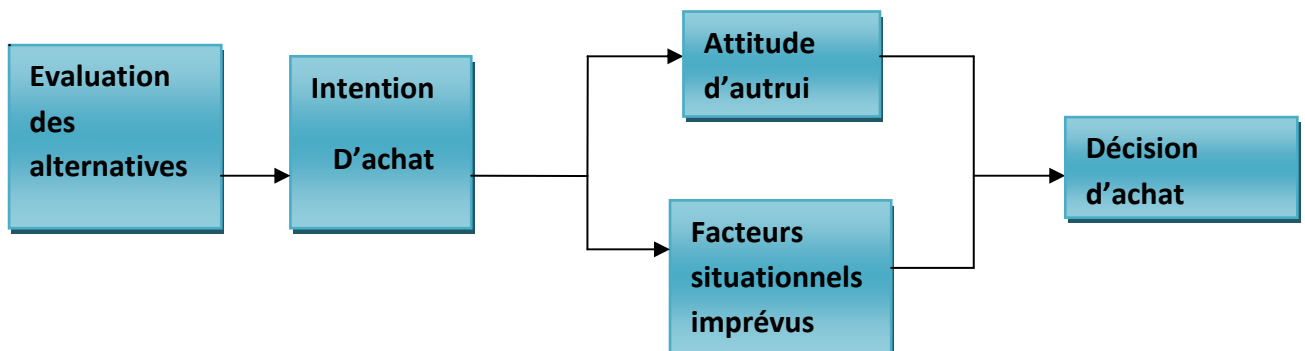 Evaluation
des
alternatives
Intention
D’achat
Attitude
d’autrui
Facteurs
situationnels
imprévus
Décision
d’achat